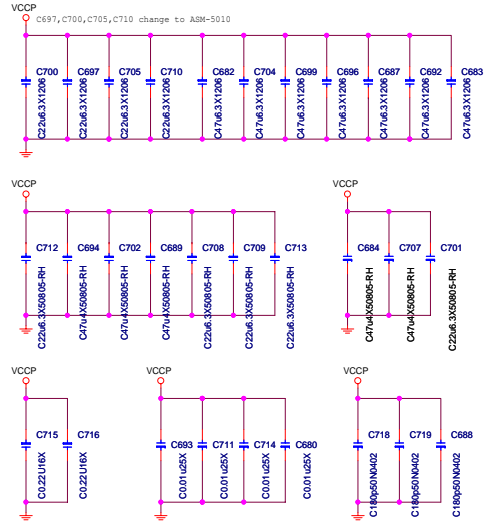 VCCP
C697,C700,C705,C710 change to ASM-5010
C700 C697 C705 C710 C682 C704 C699 C696 C687 C692 C683
C22u6.3X1206 C22u6.3X1206 C22u6.3X1206 C22u6.3X1206 C47u6.3X1206 C47u6.3X1206 C47u6.3X1206 C47u6.3X1206 C47u6.3X1206 C47u6.3X1206 C47u6.3X1206
VCCP VCCP
C712 C694 C702 C689 C708 C709 C713 C684 C707 C701
C22u6.3X50805-RH C47u4X50805-RH C47u4X50805-RH C47u4X50805-RH C22u6.3X50805-RH C22u6.3X50805-RH C22u6.3X50805-RH C47u4X50805-RH C47u4X50805-RH C22u6.3X50805-RH
VCCP VCCP VCCP
C715 C716 C693 C711 C714 C680 C718 C719 C688
C0.22U16X C0.22U16X C0.01u25X C0.01u25X C0.01u25X C0.01u25X C180p50N0402 C180p50N0402 C180p50N0402